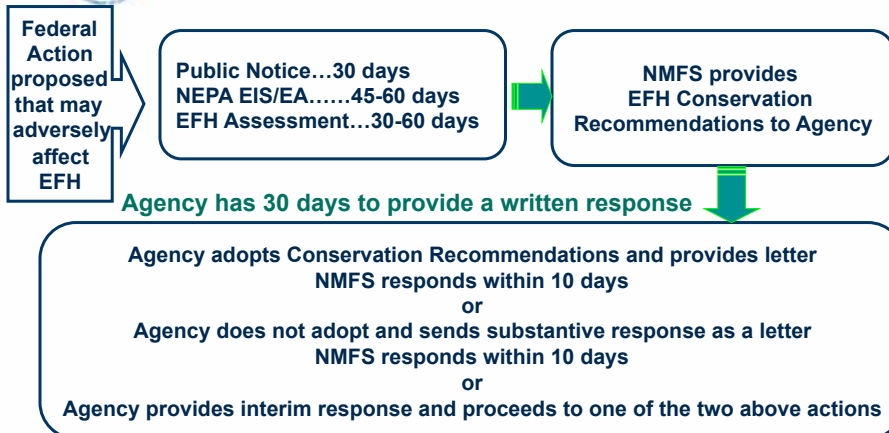 Federal
Action
proposed
that may
adversely
affect
EFH
Public Notice…30 days
NEPA EIS/EA……45-60 days
EFH Assessment…30-60 days
NMFS provides
EFH Conservation
Recommendations to Agency
Agency has 30 days to provide a written response
Agency adopts Conservation Recommendations and provides letter
NMFS responds within 10 days
or
Agency does not adopt and sends substantive response as a letter
NMFS responds within 10 days
or
Agency provides interim response and proceeds to one of the two above actions